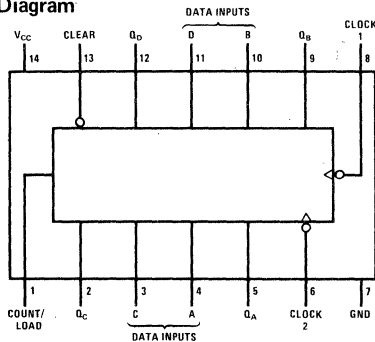 Diagram
DATA INPUTS
VCC CLEAR QD D B QB CLOCK 1
14 13 12 11 10 9 8
1 2 3 4 5 6 7
COUNT/LOAD QC C A QA CLOCK 2 GND
DATA INPUTS